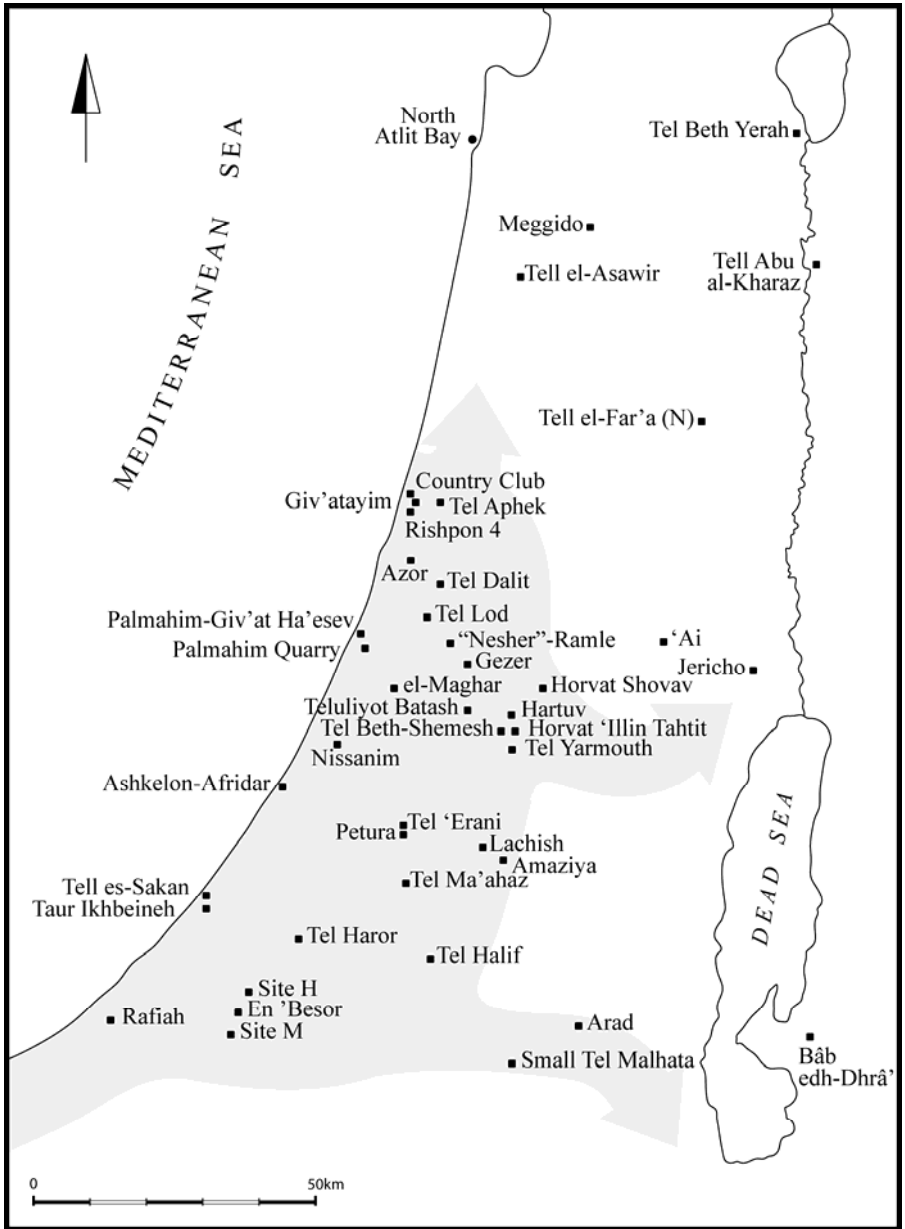 North
Atlit Bay
Tel Beth Yerah
MEDITERRANEAN SEA
Meggido
Tell Abu
al-Kharaz
Tell el-Asawir
Tell el-Far’a (N)
Country Club
Giv’atayim
Tel Aphek
Rishpon 4
Azor
Tel Dalit
Palmahim-Giv’at Ha’esev
Tel Lod
Palmahim Quarry
“Nesher”-Ramle
‘Ai
Gezer
Jericho
el-Maghar
Horvat Shovav
Teluliyot Batash
Hartuv
Tel Beth-Shemesh
Horvat ‘Illin Tahtit
Tel Yarmouth
Nissanim
Ashkelon-Afridar
Tel ‘Erani
Petura
Lachish
Amaziya
Tel Ma’ahaz
DEAD SEA
Tell es-Sakan
Taur Ikhbeineh
Tel Haror
Tel Halif
Site H
En ’Besor
Rafiah
Site M
Arad
Small Tel Malhata
Bâb
edh-Dhrâ’
0 50km